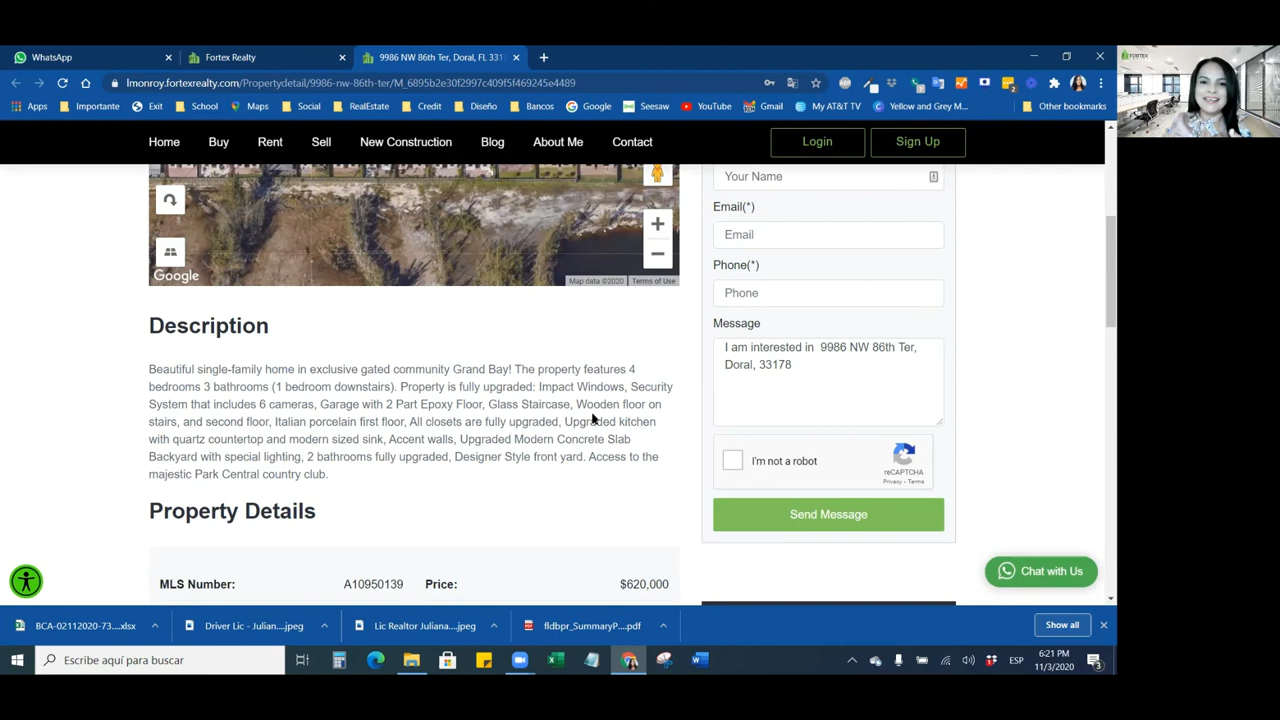 WhatsApp
Fortex Realty
9986 NW 86th Ter, Doral, FL 3317
lmonroy.fortexrealty.com/Propertydetail/9986-nw-86th-ter/M_6895b2e30f2997c409f5f469245e4489
Apps Importante Exit School Maps Social RealEstate Credit Diseño Bancos Google Seesaw YouTube Gmail My AT&T TV Yellow and Grey M... Other bookmarks
FORTEX
Home Buy Rent Sell New Construction Blog About Me Contact Login Sign Up
Google
Map data ©2020 Terms of Use
Description
Beautiful single-family home in exclusive gated community Grand Bay! The property features 4
bedrooms 3 bathrooms (1 bedroom downstairs). Property is fully upgraded: Impact Windows, Security
System that includes 6 cameras, Garage with 2 Part Epoxy Floor, Glass Staircase, Wooden floor on
stairs, and second floor, Italian porcelain first floor, All closets are fully upgraded, Upgraded kitchen
with quartz countertop and modern sized sink, Accent walls, Upgraded Modern Concrete Slab
Backyard with special lighting, 2 bathrooms fully upgraded, Designer Style front yard. Access to the
majestic Park Central country club.
Property Details
MLS Number: A10950139 Price: $620,000
Your Name
Email(*)
Email
Phone(*)
Phone
Message
I am interested in 9986 NW 86th Ter,
Doral, 33178
I'm not a robot
reCAPTCHA
Privacy - Terms
Send Message
Chat with Us
BCA-02112020-73....xlsx Driver Lic - Julian....jpeg Lic Realtor Juliana....jpeg fldbpr_SummaryP....pdf Show all
Escribe aquí para buscar
ESP
6:21 PM
11/3/2020
3